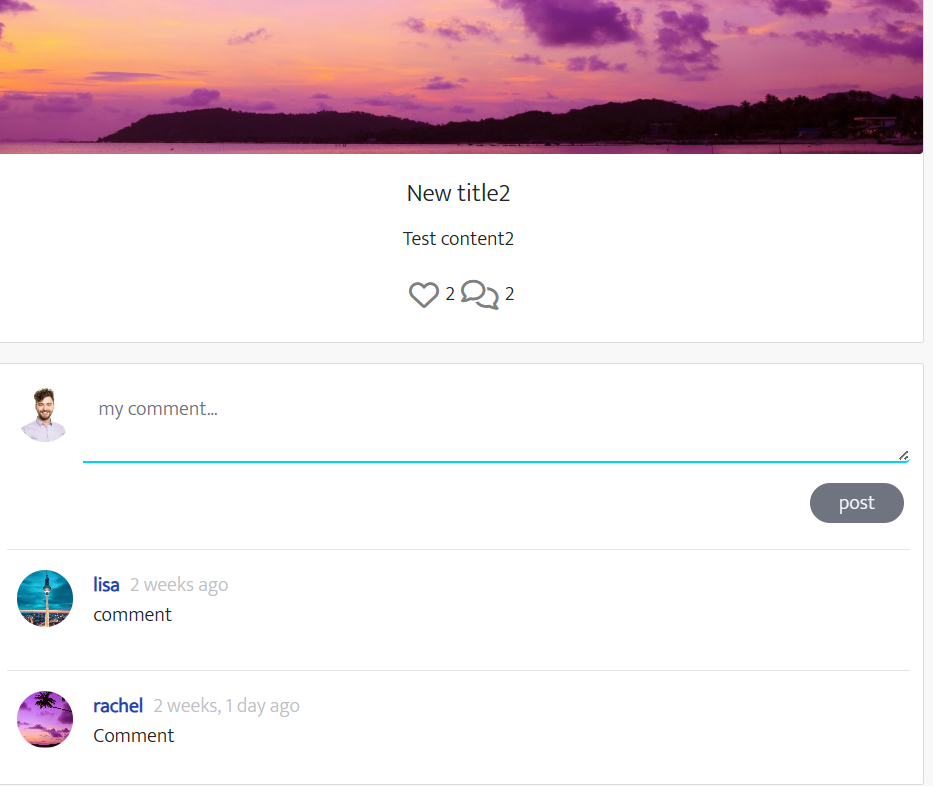 New title2
Test content2
2 2
my comment...
post
lisa 2 weeks ago
comment
rachel 2 weeks, 1 day ago
Comment